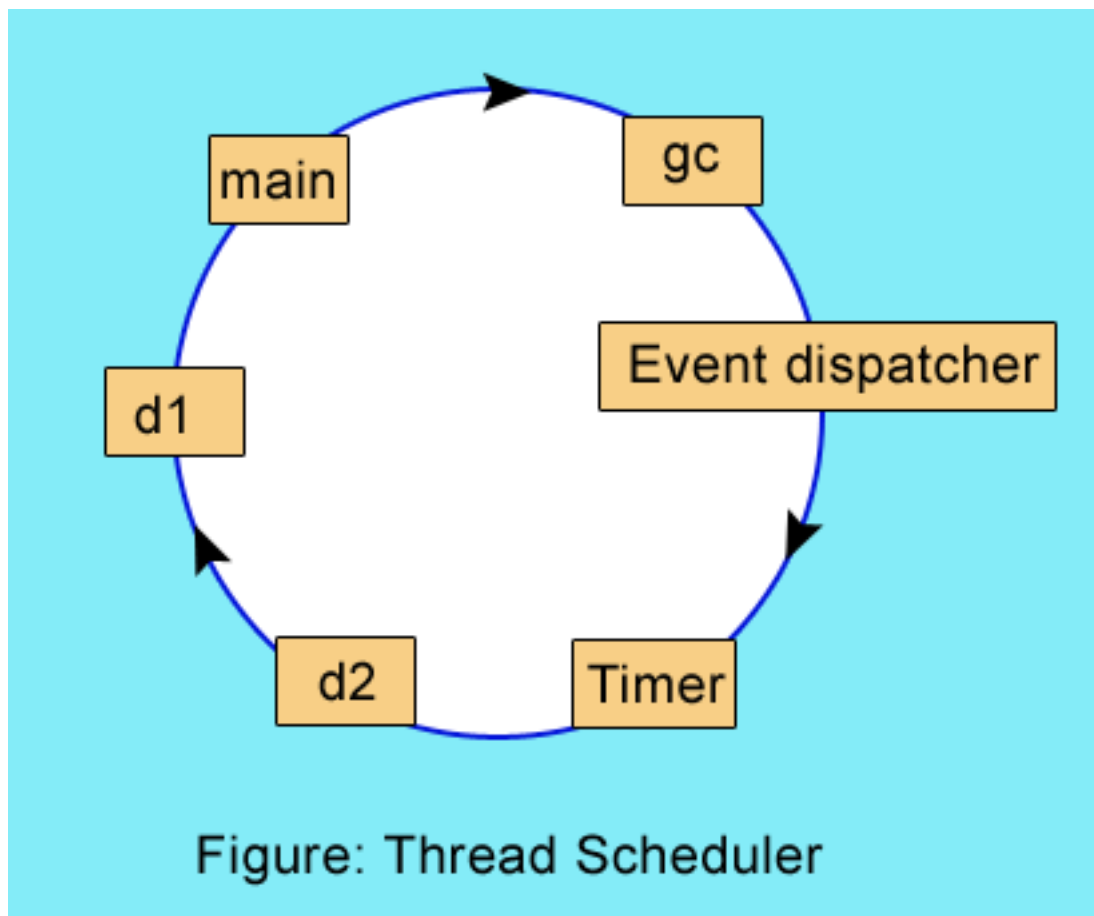 main
gc
Event dispatcher
d1
d2
Timer
Figure: Thread Scheduler